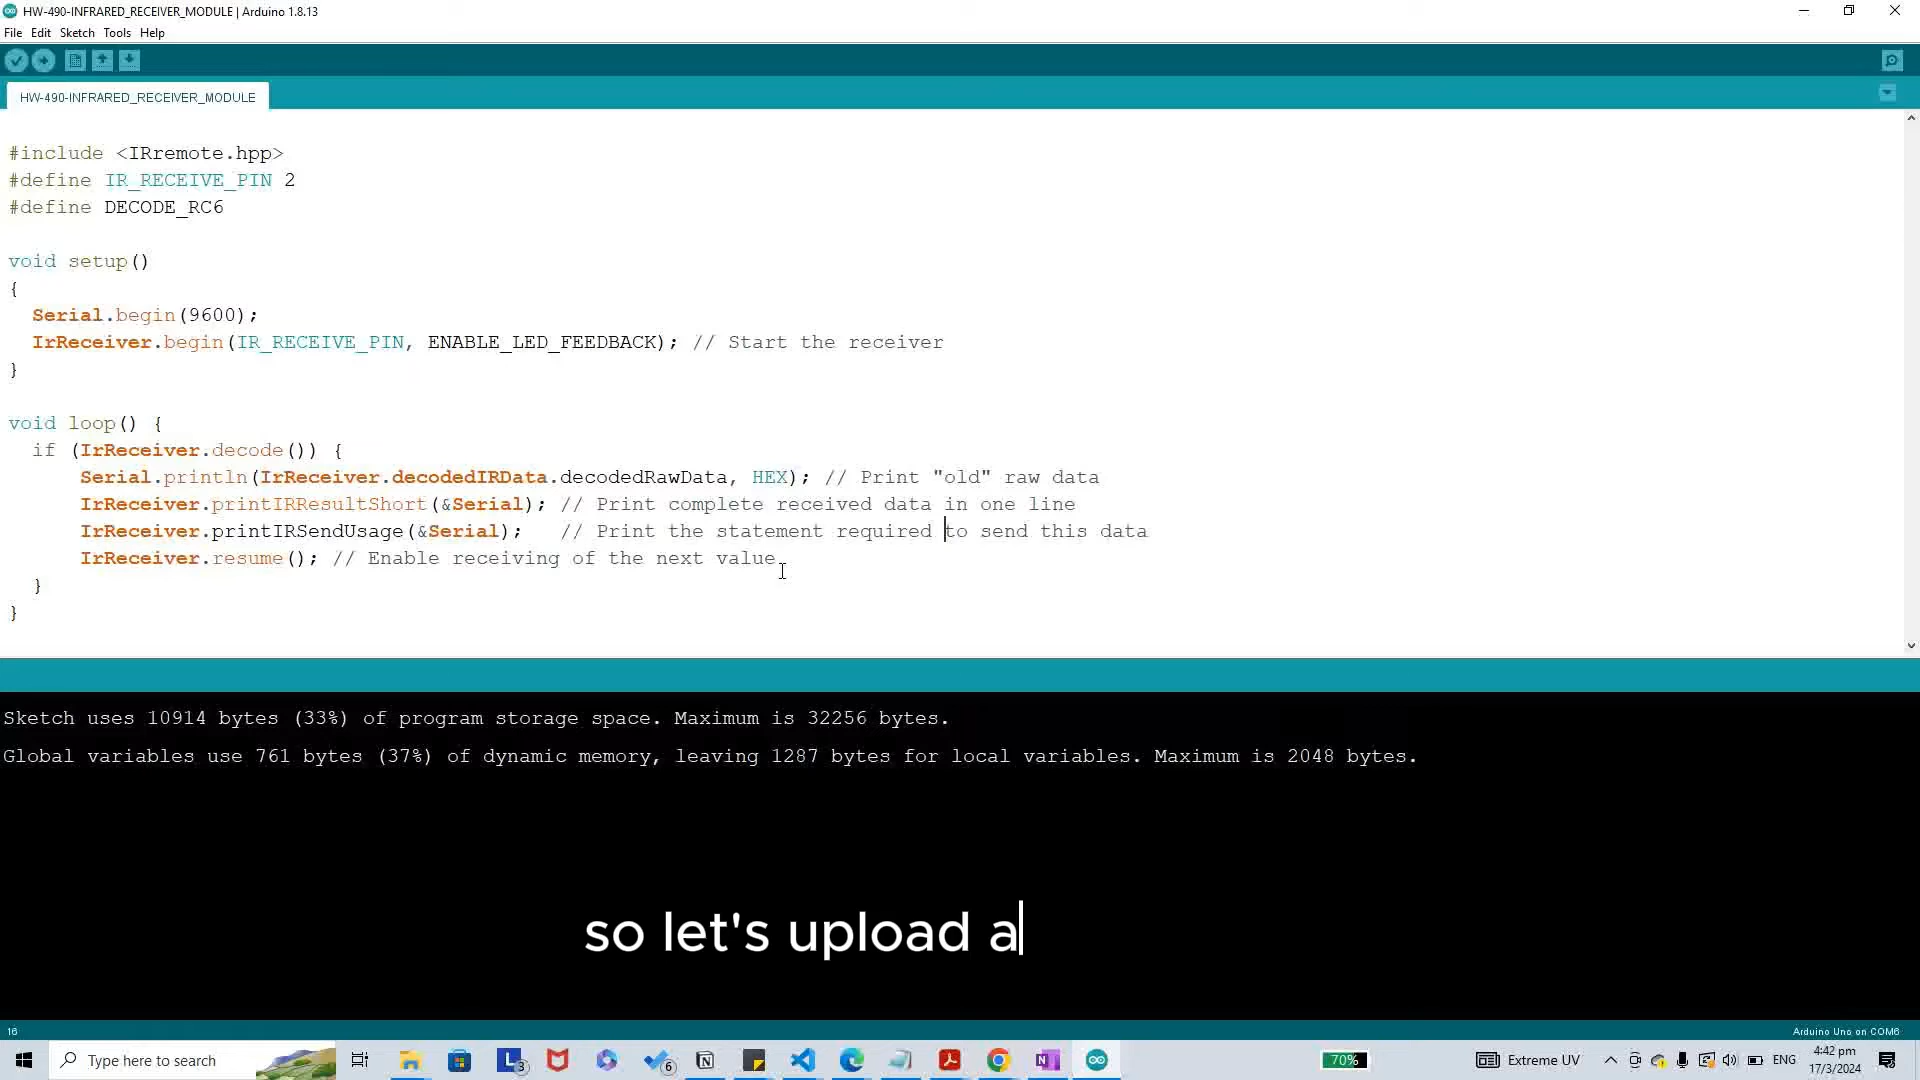 HW-490-INFRARED_RECEIVER_MODULE | Arduino 1.8.13
File Edit Sketch Tools Help
HW-490-INFRARED_RECEIVER_MODULE
#include <IRremote.hpp>
#define IR_RECEIVE_PIN 2
#define DECODE_RC6
void setup()
{
Serial.begin(9600);
IrReceiver.begin(IR_RECEIVE_PIN, ENABLE_LED_FEEDBACK); // Start the receiver
}
void loop() {
if (IrReceiver.decode()) {
Serial.println(IrReceiver.decodedIRData.decodedRawData, HEX); // Print "old" raw data
IrReceiver.printIRResultShort(&Serial); // Print complete received data in one line
IrReceiver.printIRSendUsage(&Serial);   // Print the statement required to send this data
IrReceiver.resume(); // Enable receiving of the next value
}
}
Sketch uses 10914 bytes (33%) of program storage space. Maximum is 32256 bytes.
Global variables use 761 bytes (37%) of dynamic memory, leaving 1287 bytes for local variables. Maximum is 2048 bytes.
so let's upload a
16
Arduino Uno on COM6
Type here to search
L 3
6
70%
Extreme UV
ENG
4:42 pm
17/3/2024